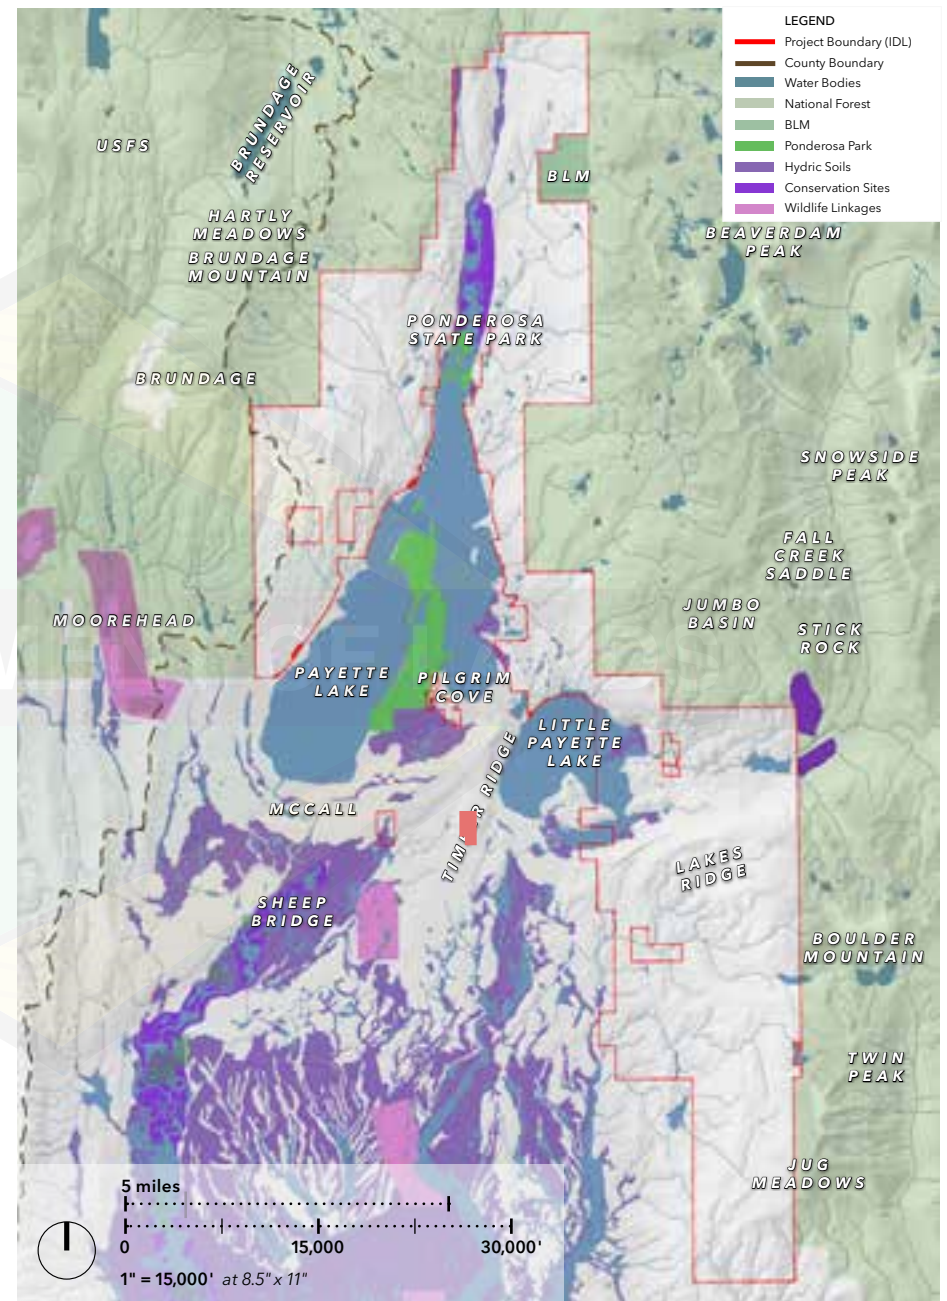 LEGEND
Project Boundary (IDL)
County Boundary
Water Bodies
National Forest
BLM
Ponderosa Park
Hydric Soils
Conservation Sites
Wildlife Linkages
BRUNDAGE
RESERVOIR
USFS
BLM
HARTLY
MEADOWS
BRUNDAGE
MOUNTAIN
BEAVERDAM
PEAK
PONDEROSA
STATE PARK
BRUNDAGE
SNOWSIDE
PEAK
FALL
CREEK
SADDLE
JUMBO
BASIN
STICK
ROCK
MOOREHEAD
PAYETTE
LAKE
PILGRIM
COVE
LITTLE
PAYETTE
LAKE
RIDGE
MCCALL
LAKES
RIDGE
SHEEP
BRIDGE
BOULDER
MOUNTAIN
TWIN
PEAK
JUG
MEADOWS
5 miles
0 15,000 30,000'
1" = 15,000' at 8.5" x 11"